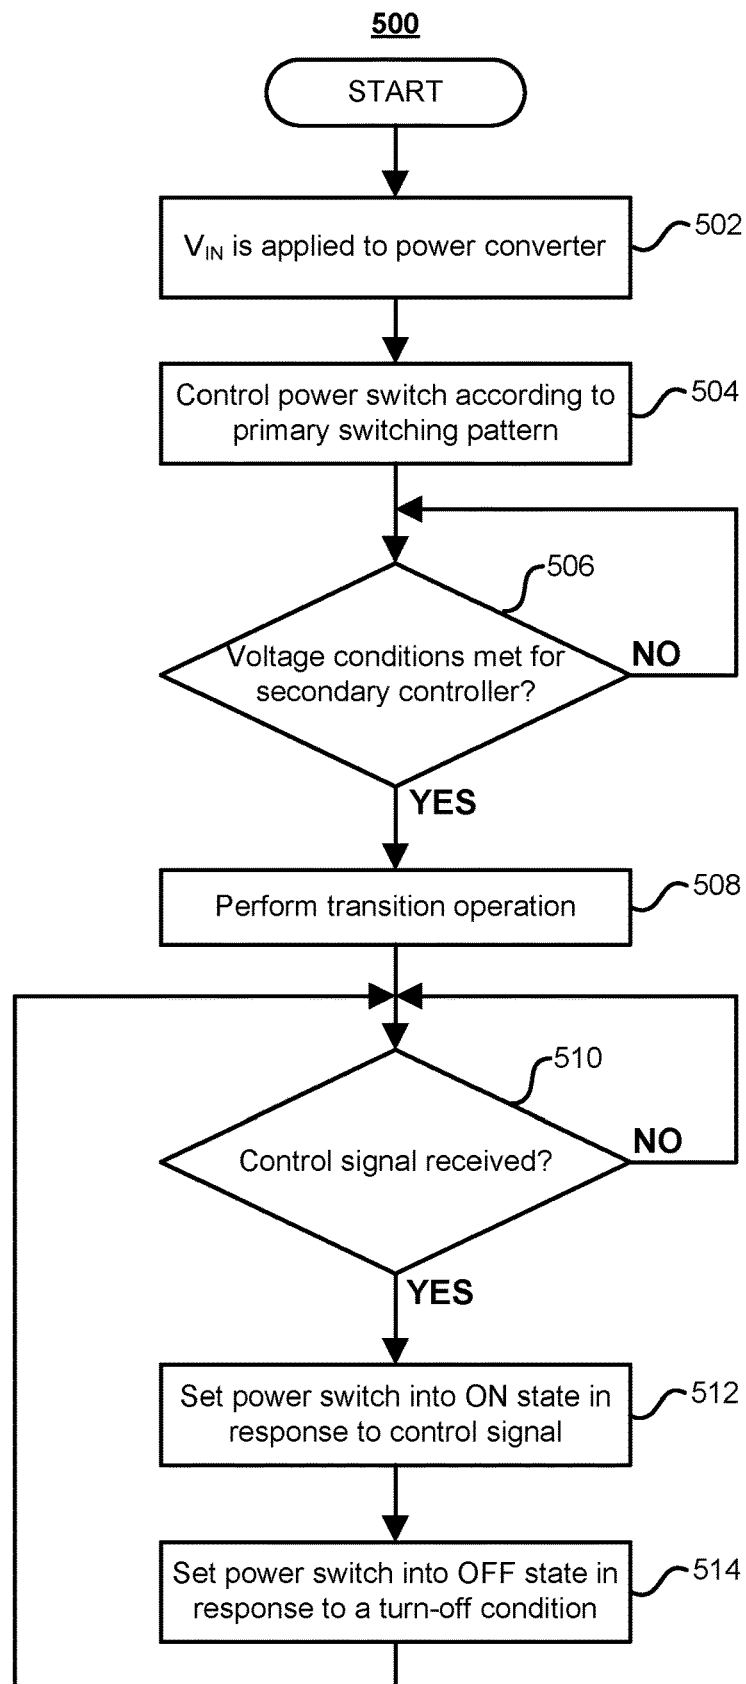 500
START
V_IN is applied to power converter
502
Control power switch according to
primary switching pattern
504
506
Voltage conditions met for
secondary controller?
NO
YES
Perform transition operation
508
510
Control signal received?
NO
YES
Set power switch into ON state in
response to control signal
512
Set power switch into OFF state in
response to a turn-off condition
514